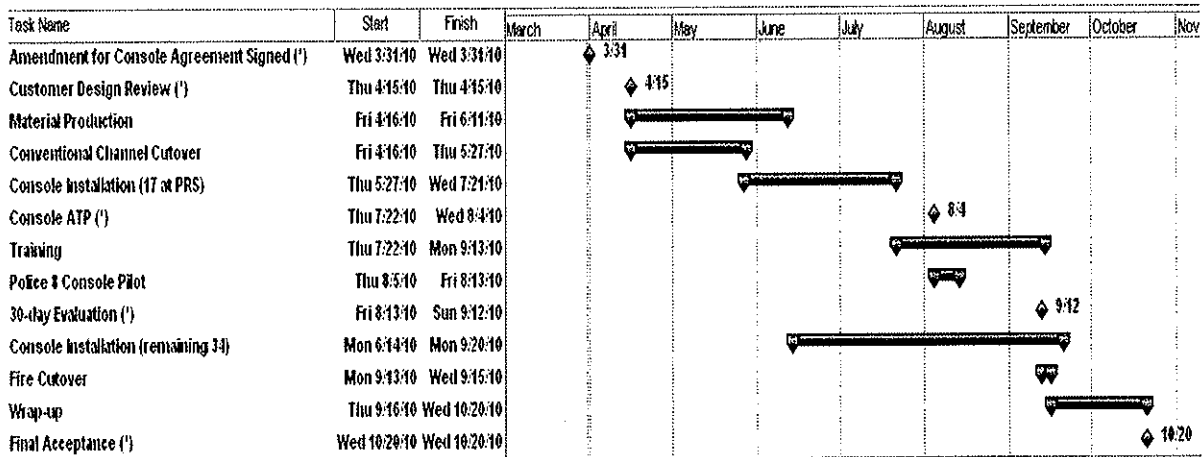 Task Name Start Finish March April May June July August September October Nov
Amendment for Console Agreement Signed (*) Wed 3/31/10 Wed 3/31/10 3/31
Customer Design Review (*) Thu 4/15/10 Thu 4/15/10 4/15
Material Production Fri 4/16/10 Fri 6/11/10
Conventional Channel Cutover Fri 4/16/10 Thu 5/27/10
Console Installation (17 at PRS) Thu 5/27/10 Wed 7/21/10
Console ATP (*) Thu 7/22/10 Wed 8/4/10 8/4
Training Thu 7/22/10 Mon 9/13/10
Police 8 Console Pilot Thu 8/5/10 Fri 8/13/10
30-day Evaluation (*) Fri 8/13/10 Sun 9/12/10 9/12
Console Installation (remaining 34) Mon 6/14/10 Mon 9/20/10
Fire Cutover Mon 9/13/10 Wed 9/15/10
Wrap-up Thu 9/16/10 Wed 10/20/10
Final Acceptance (*) Wed 10/20/10 Wed 10/20/10 10/20